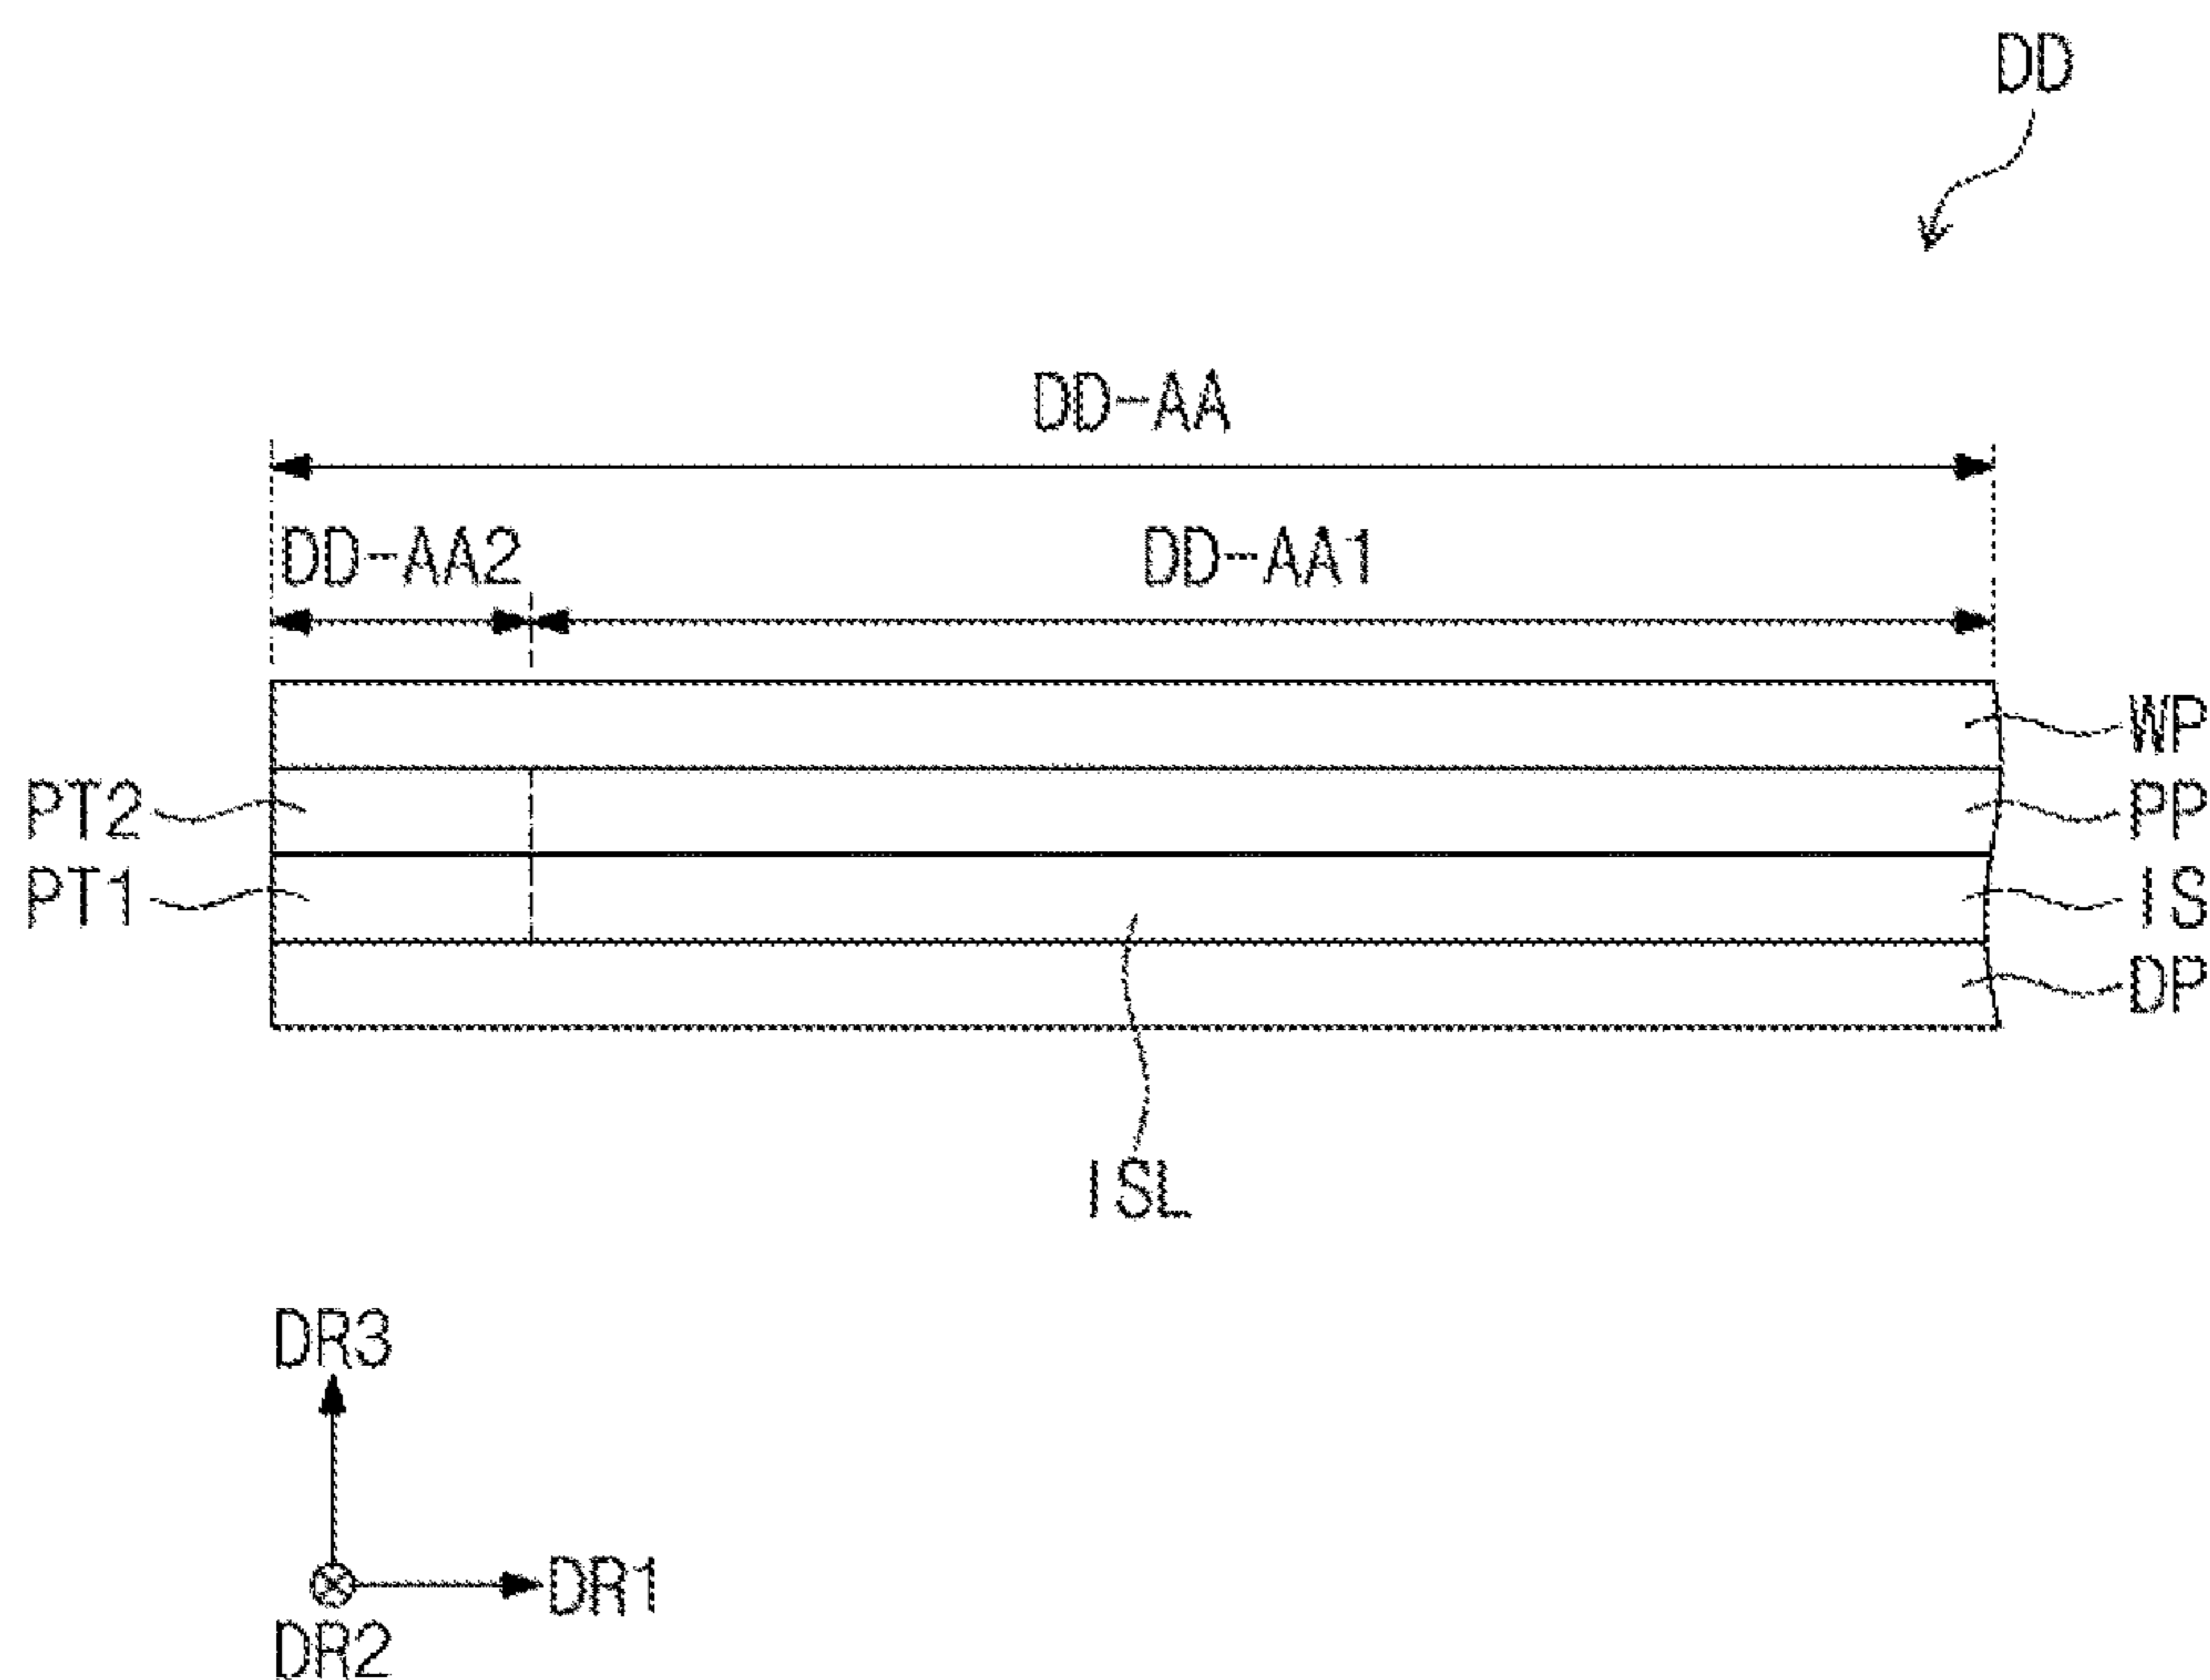 DD
DD-AA
DD-AA2 DD-AA1
WP
PT2 PP
PT1 IS
DP
ISL
DR3
DR1
DR2